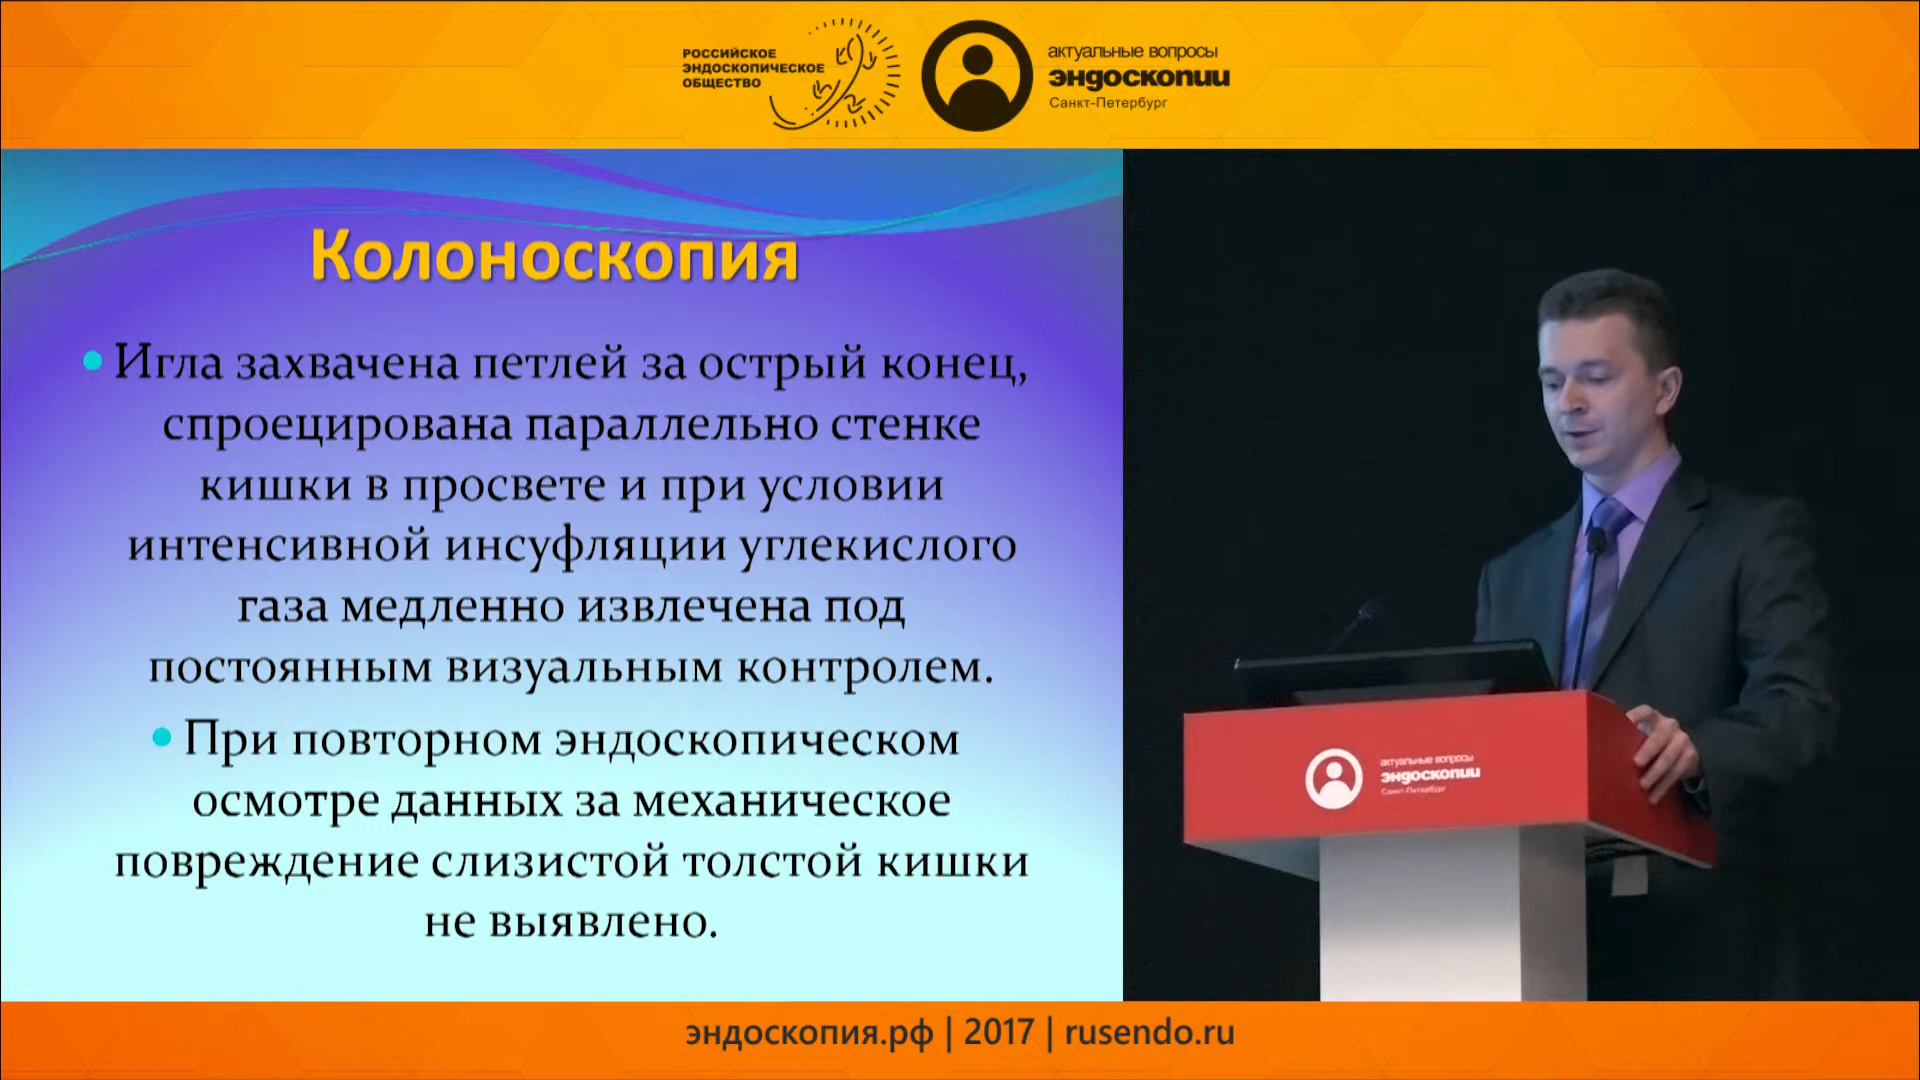 РОССИЙСКОЕ
ЭНДОСКОПИЧЕСКОЕ
ОБЩЕСТВО
актуальные вопросы
эндоскопии
Санкт-Петербург
Колоноскопия
• Игла захвачена петлей за острый конец,
спроецирована параллельно стенке
кишки в просвете и при условии
интенсивной инсуфляции углекислого
газа медленно извлечена под
постоянным визуальным контролем.
• При повторном эндоскопическом
осмотре данных за механическое
повреждение слизистой толстой кишки
не выявлено.
актуальные вопросы
эндоскопии
Санкт-Петербург
эндоскопия.рф | 2017 | rusendo.ru